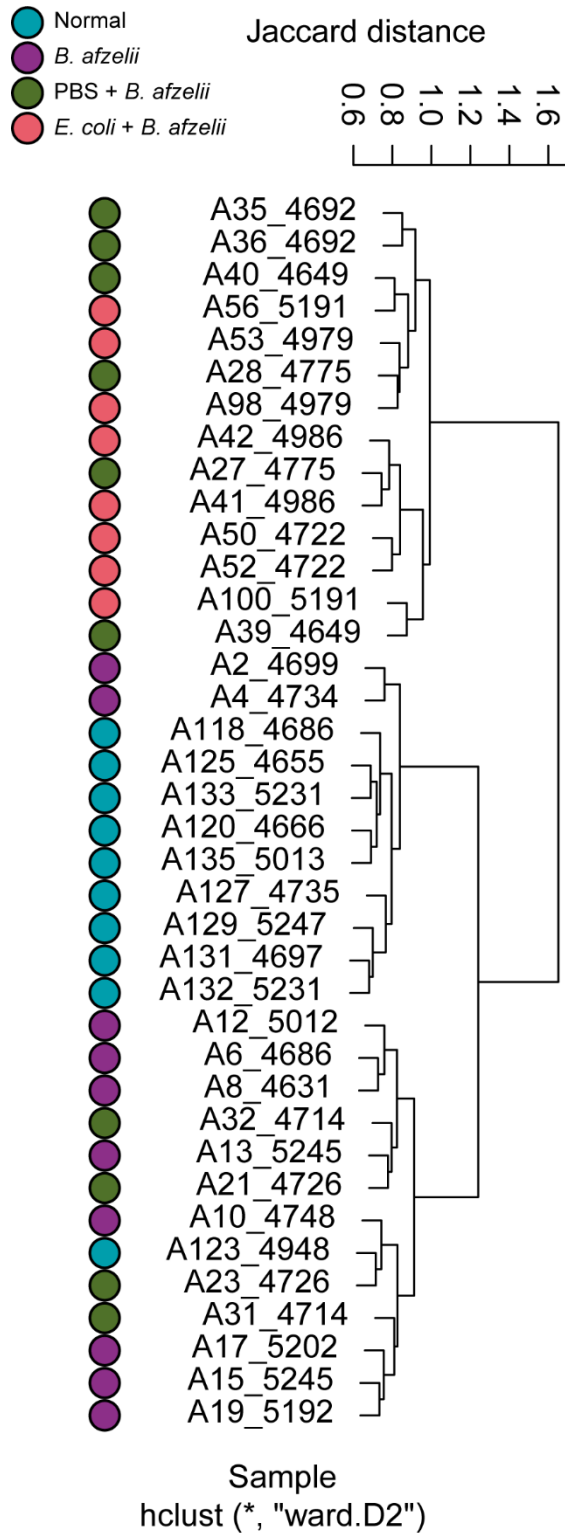 Normal
B. afzelii
PBS + B. afzelii
E. coli + B. afzelii
Jaccard distance
0.6
0.8
1.0
1.2
1.4
1.6
A35_4692
A36_4692
A40_4649
A56_5191
A53_4979
A28_4775
A98_4979
A42_4986
A27_4775
A41_4986
A50_4722
A52_4722
A100_5191
A39_4649
A2_4699
A4_4734
A118_4686
A125_4655
A133_5231
A120_4666
A135_5013
A127_4735
A129_5247
A131_4697
A132_5231
A12_5012
A6_4686
A8_4631
A32_4714
A13_5245
A21_4726
A10_4748
A123_4948
A23_4726
A31_4714
A17_5202
A15_5245
A19_5192
Sample
hclust (*, "ward.D2")